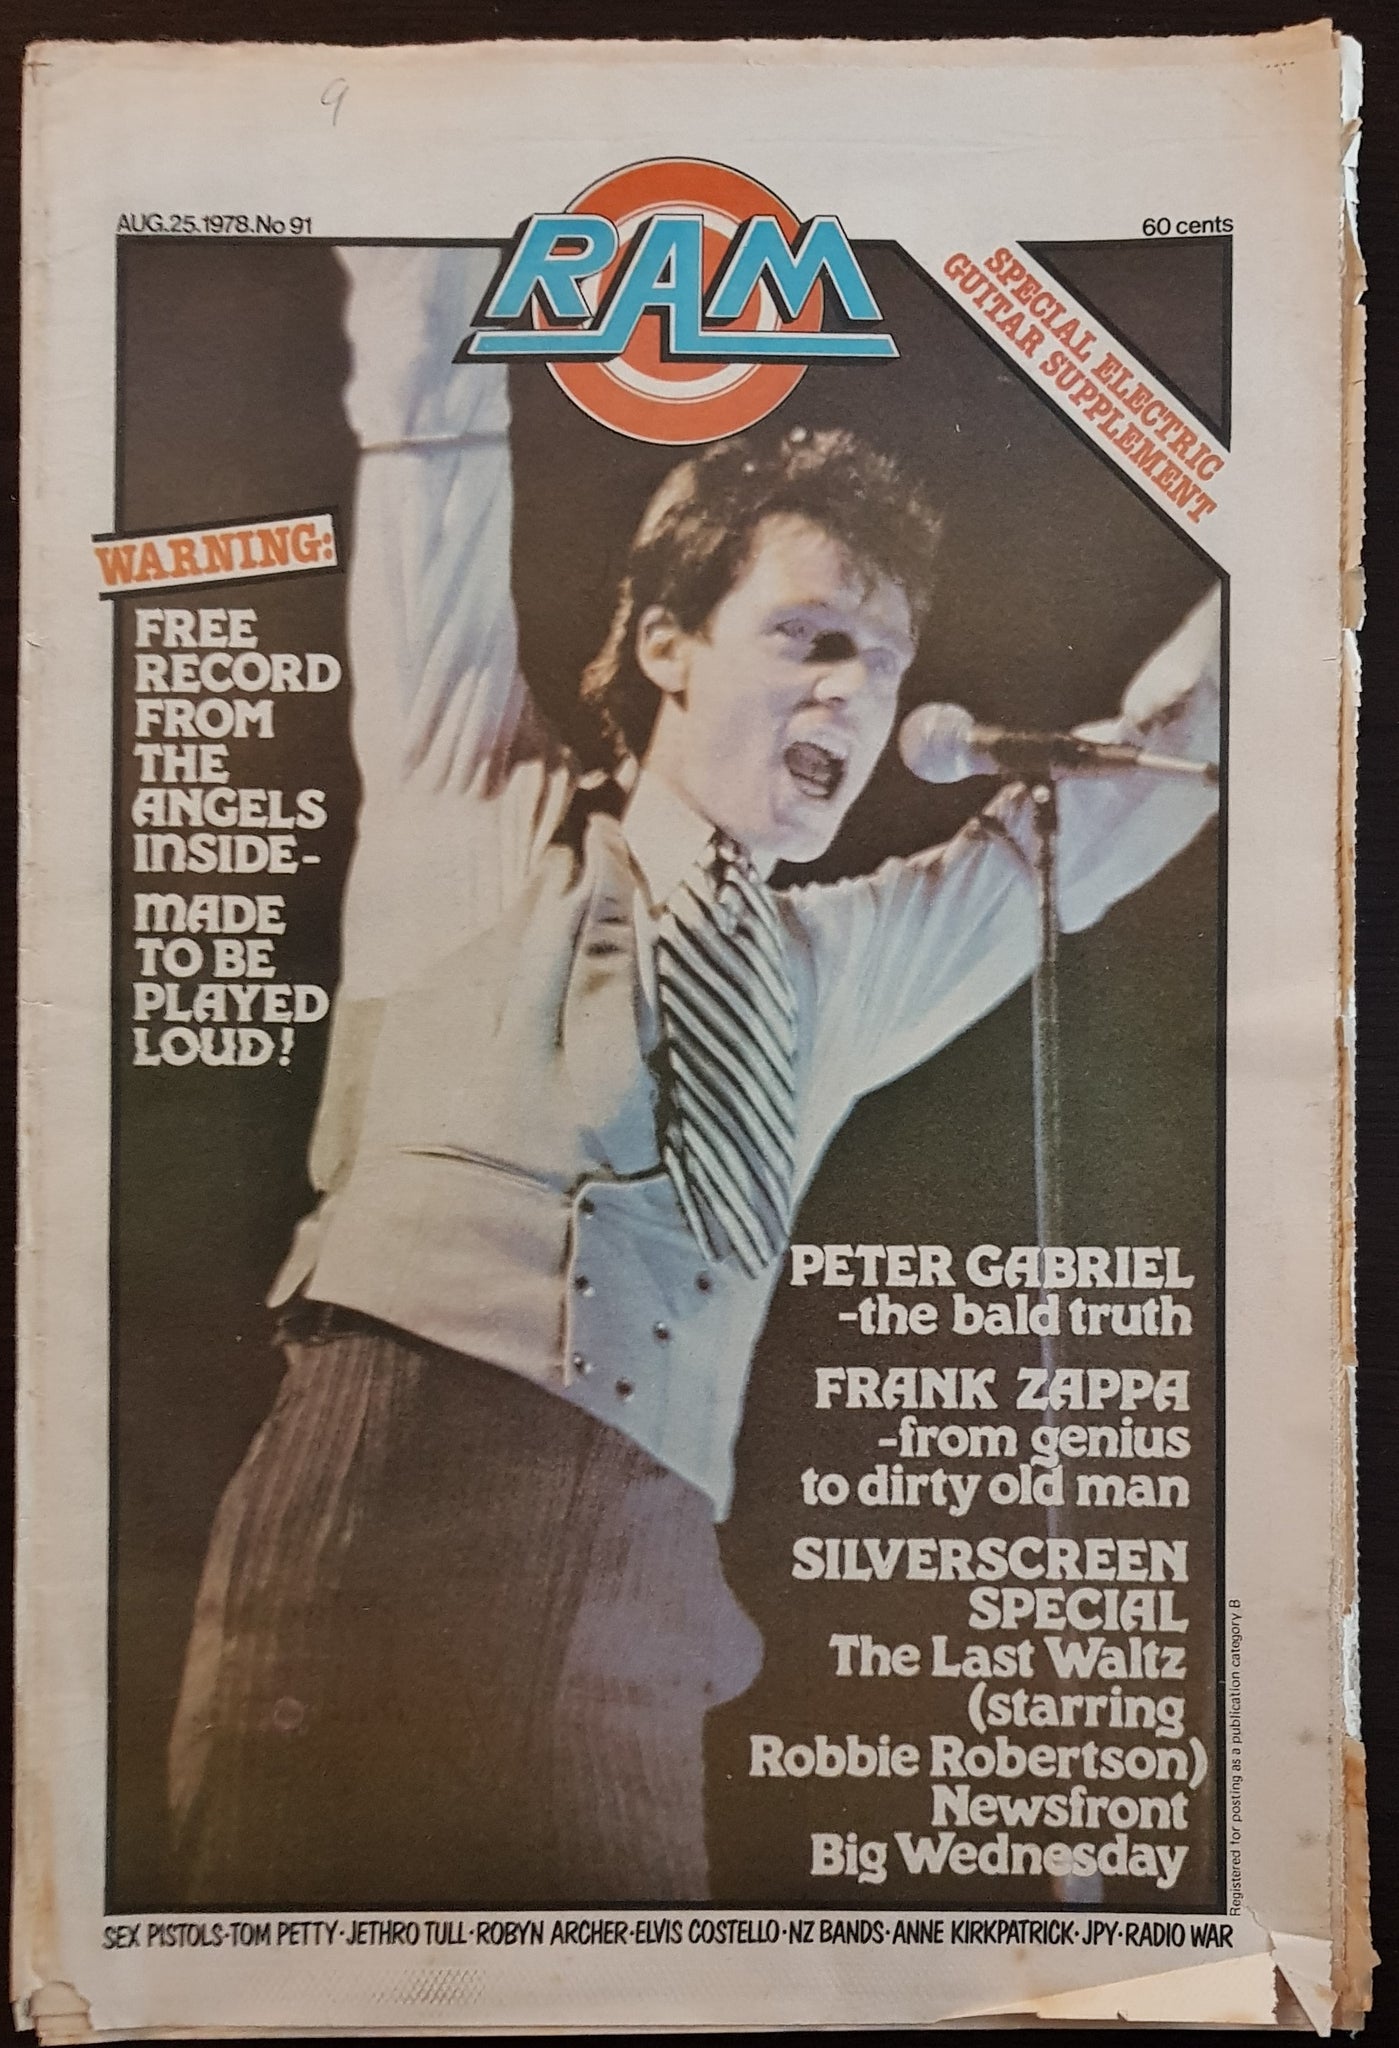 9
AUG.25.1978.No 91
RAM
60 cents
SPECIAL ELECTRIC
GUITAR SUPPLEMENT
WARNING:
FREE
RECORD
FROM
THE
ANGELS
INSIDE-
MADE
TO BE
PLAYED
LOUD!
PETER GABRIEL
-the bald truth
FRANK ZAPPA
-from genius
to dirty old man
SILVERSCREEN
SPECIAL
The Last Waltz
(starring
Robbie Robertson)
Newsfront
Big Wednesday
Registered for posting as a publication category B
SEX PISTOLS·TOM PETTY·JETHRO TULL·ROBYN ARCHER·ELVIS COSTELLO·NZ BANDS·ANNE KIRKPATRICK·JPY·RADIO WAR